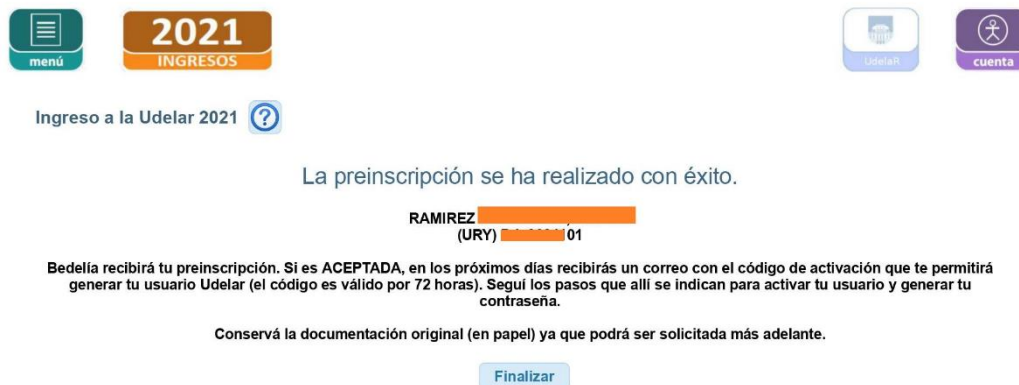 2021
menú
INGRESOS
UdelaR
cuenta
Ingreso a la Udelar 2021 ?
La preinscripción se ha realizado con éxito.
RAMIREZ
(URY) 01
Bedelía recibirá tu preinscripción. Si es ACEPTADA, en los próximos días recibirás un correo con el código de activación que te permitirá
generar tu usuario Udelar (el código es válido por 72 horas). Seguí los pasos que allí se indican para activar tu usuario y generar tu
contraseña.
Conservá la documentación original (en papel) ya que podrá ser solicitada más adelante.
Finalizar